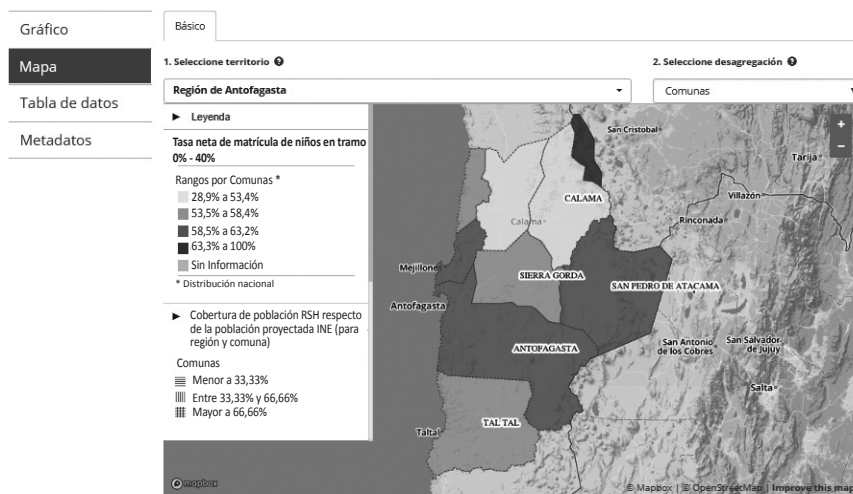 Gráfico
Mapa
Tabla de datos
Metadatos
Básico
1. Seleccione territorio ?
Región de Antofagasta
2. Seleccione desagregación ?
Comunas
► Leyenda
Tasa neta de matrícula de niños en tramo
0% - 40%
Rangos por Comunas *
28,9% a 53,4%
53,5% a 58,4%
58,5% a 63,2%
63,3% a 100%
Sin Información
* Distribución nacional
► Cobertura de población RSH respecto
de la población proyectada INE (para
región y comuna)
Comunas
Menor a 33,33%
Entre 33,33% y 66,66%
Mayor a 66,66%
San Cristobal
+
−
Tarija
CALAMA
Villazón
Calama
Rinconada
Mejillones
SIERRA GORDA
SAN PEDRO DE ATACAMA
Antofagasta
ANTOFAGASTA
San Antonio
de los Cobres
San Salvador
de Jujuy
Salta
TAL TAL
Taltal
mapbox
© Mapbox | © OpenStreetMap | Improve this map